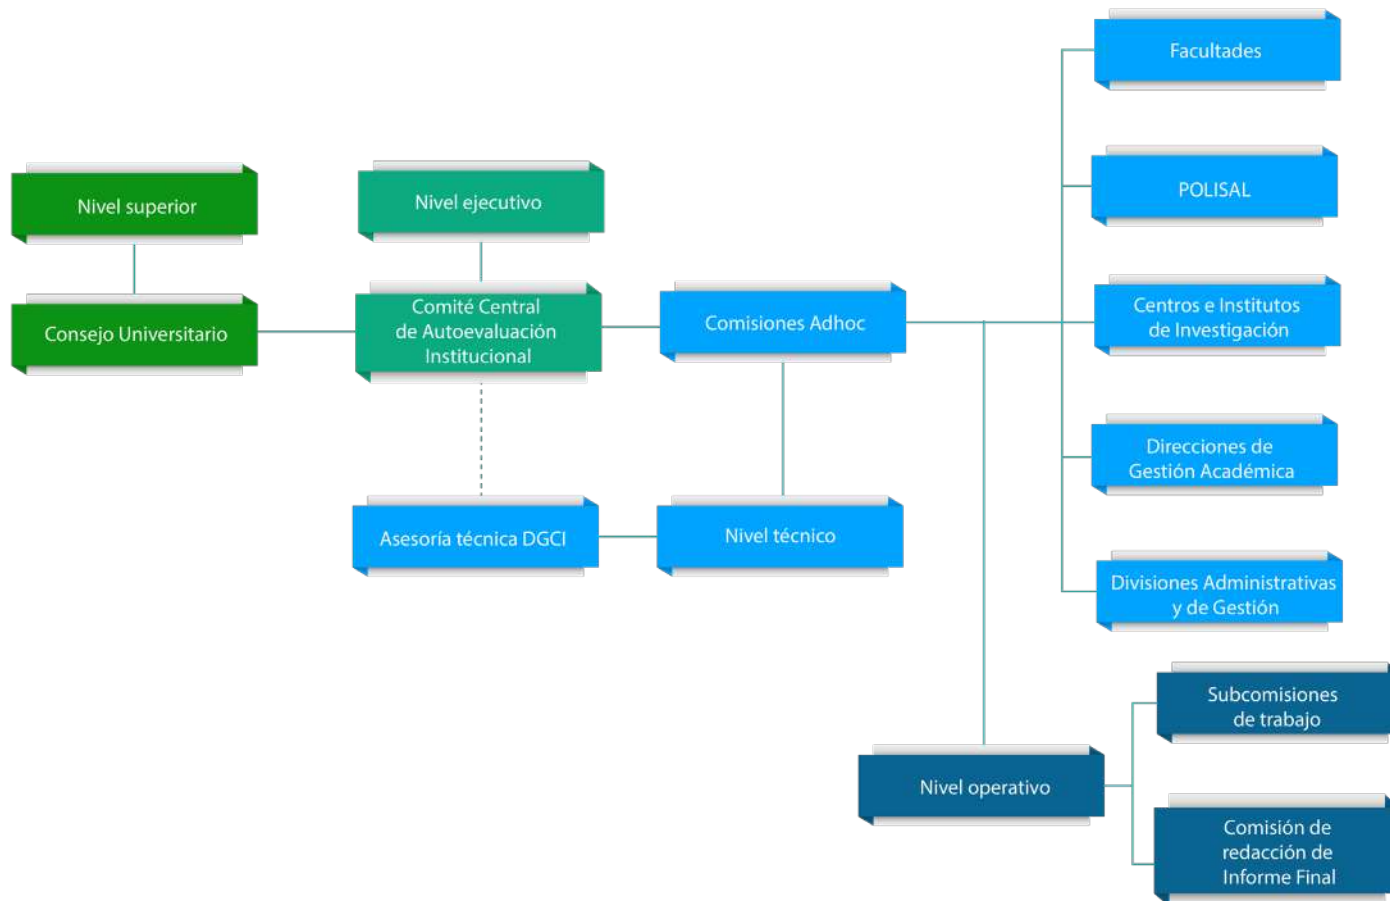 Facultades
POLISAL
Nivel superior
Nivel ejecutivo
Consejo Universitario
Comité Central
de Autoevaluación
Institucional
Comisiones Adhoc
Centros e Institutos
de Investigación
Direcciones de
Gestión Académica
Asesoría técnica DGCI
Nivel técnico
Divisiones Administrativas
y de Gestión
Subcomisiones
de trabajo
Nivel operativo
Comisión de
redacción de
Informe Final